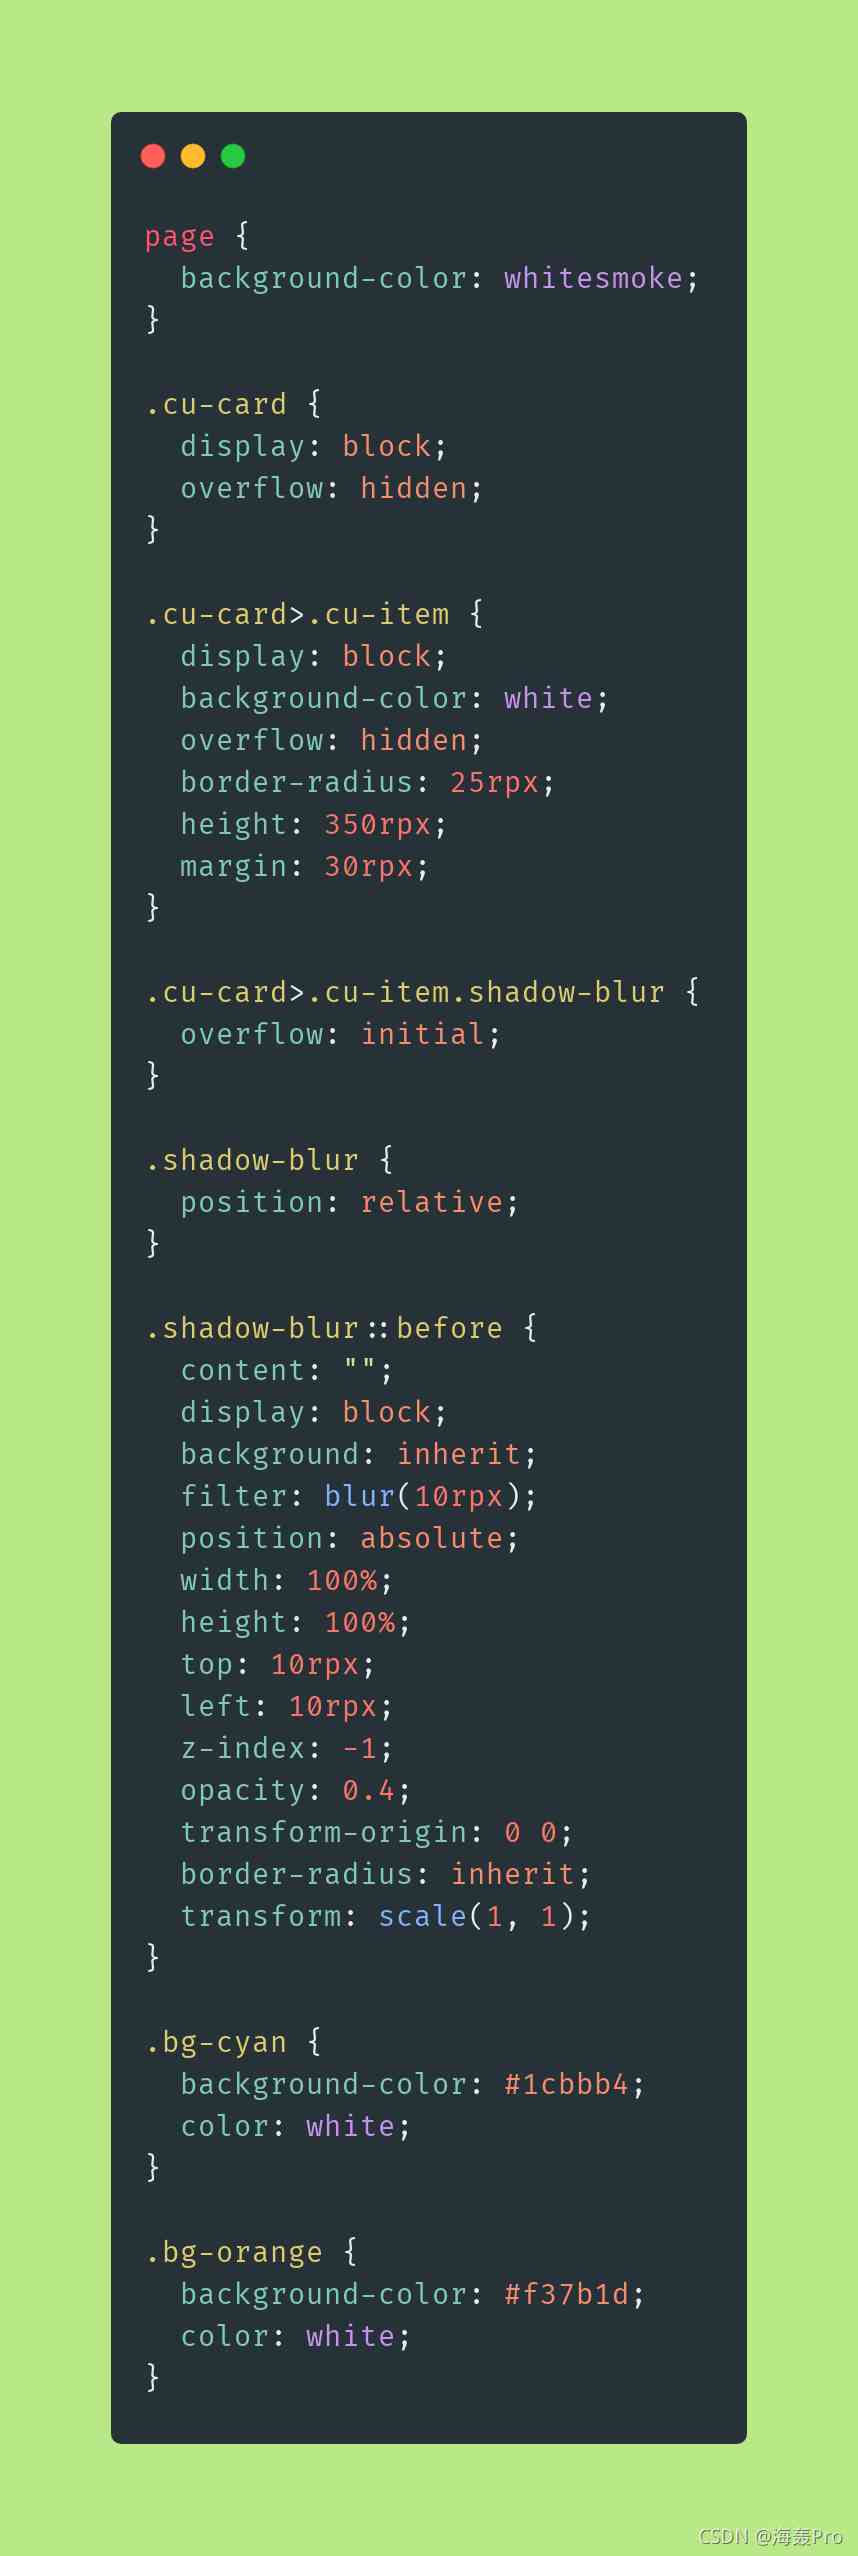 page {
  background-color: whitesmoke;
}

.cu-card {
  display: block;
  overflow: hidden;
}

.cu-card>.cu-item {
  display: block;
  background-color: white;
  overflow: hidden;
  border-radius: 25rpx;
  height: 350rpx;
  margin: 30rpx;
}

.cu-card>.cu-item.shadow-blur {
  overflow: initial;
}

.shadow-blur {
  position: relative;
}

.shadow-blur::before {
  content: "";
  display: block;
  background: inherit;
  filter: blur(10rpx);
  position: absolute;
  width: 100%;
  height: 100%;
  top: 10rpx;
  left: 10rpx;
  z-index: -1;
  opacity: 0.4;
  transform-origin: 0 0;
  border-radius: inherit;
  transform: scale(1, 1);
}

.bg-cyan {
  background-color: #1cbbb4;
  color: white;
}

.bg-orange {
  background-color: #f37b1d;
  color: white;
}
CSDN @海轰Pro